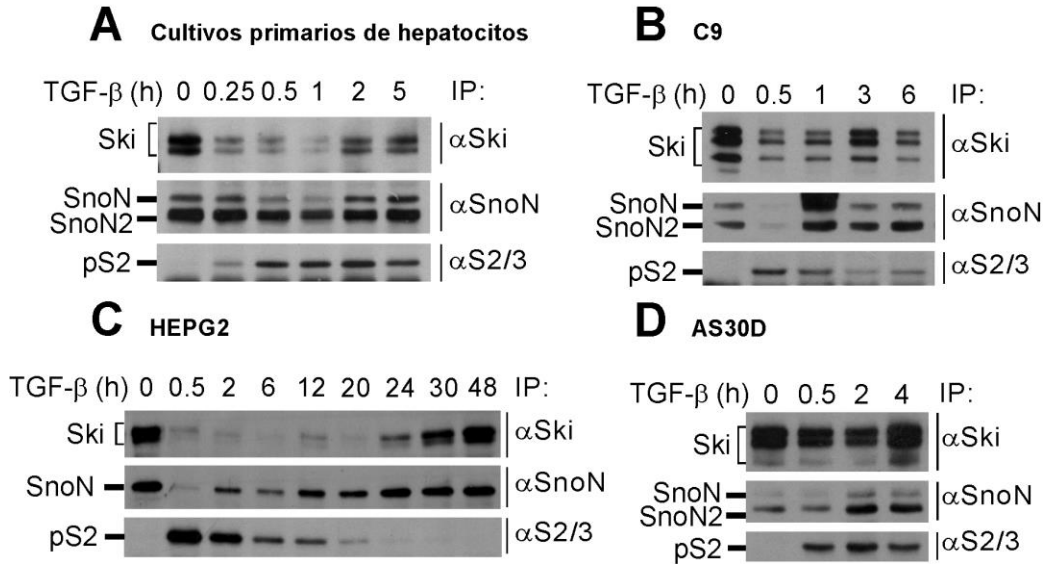 A Cultivos primarios de hepatocitos
TGF-β (h) 0 0.25 0.5 1 2 5 IP:
Ski αSki
SnoN
SnoN2 αSnoN
pS2 αS2/3
B C9
TGF-β (h) 0 0.5 1 3 6 IP:
Ski αSki
SnoN
SnoN2 αSnoN
pS2 αS2/3
C HEPG2
TGF-β (h) 0 0.5 2 6 12 20 24 30 48 IP:
Ski αSki
SnoN αSnoN
pS2 αS2/3
D AS30D
TGF-β (h) 0 0.5 2 4 IP:
Ski αSki
SnoN
SnoN2 αSnoN
pS2 αS2/3